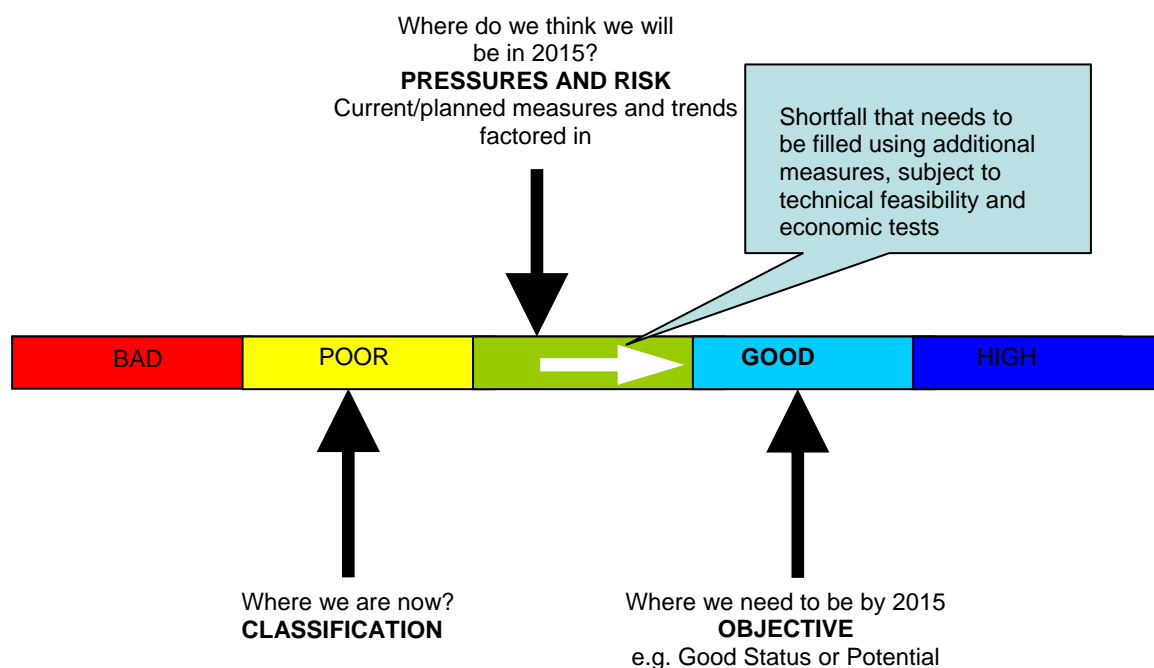 Where do we think we will
be in 2015?
PRESSURES AND RISK
Current/planned measures and trends
factored in
Shortfall that needs to
be filled using additional
measures, subject to
technical feasibility and
economic tests
BAD
POOR
GOOD
HIGH
Where we are now?
CLASSIFICATION
Where we need to be by 2015
OBJECTIVE
e.g. Good Status or Potential